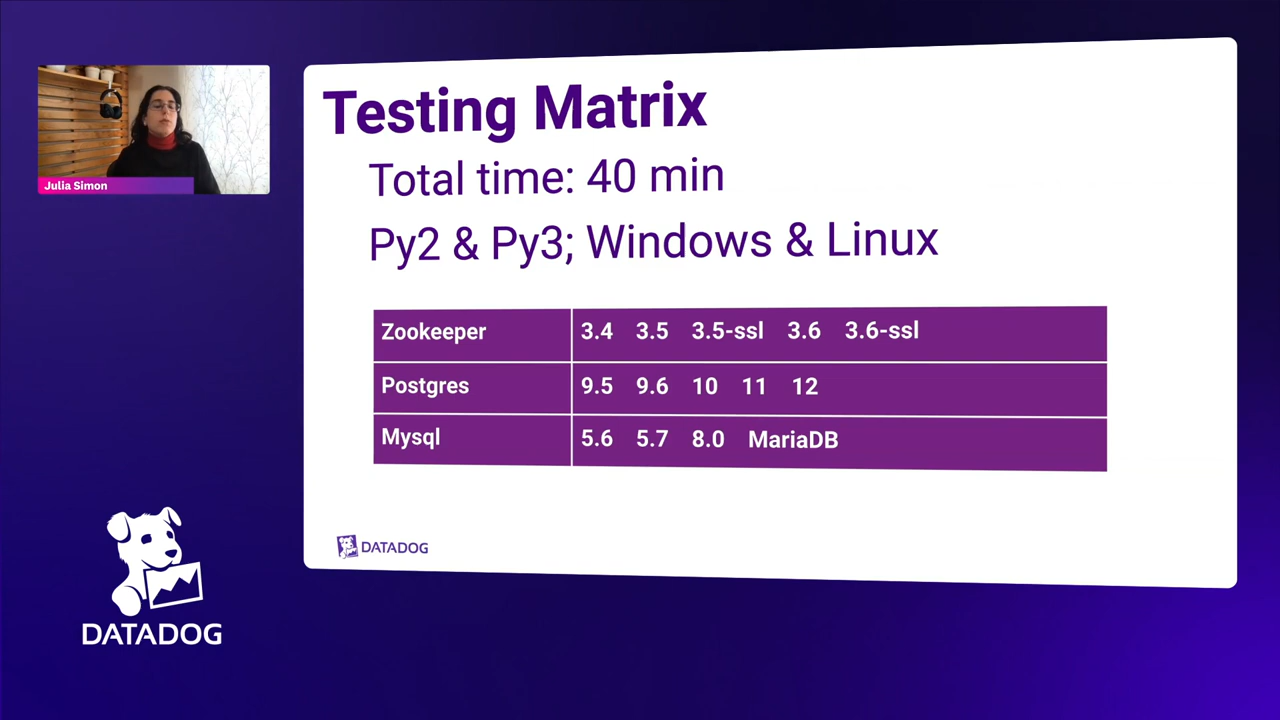 Julia Simon
Testing Matrix
Total time: 40 min
Py2 & Py3; Windows & Linux
Zookeeper 3.4 3.5 3.5-ssl 3.6 3.6-ssl
Postgres 9.5 9.6 10 11 12
Mysql 5.6 5.7 8.0 MariaDB
DATADOG
DATADOG